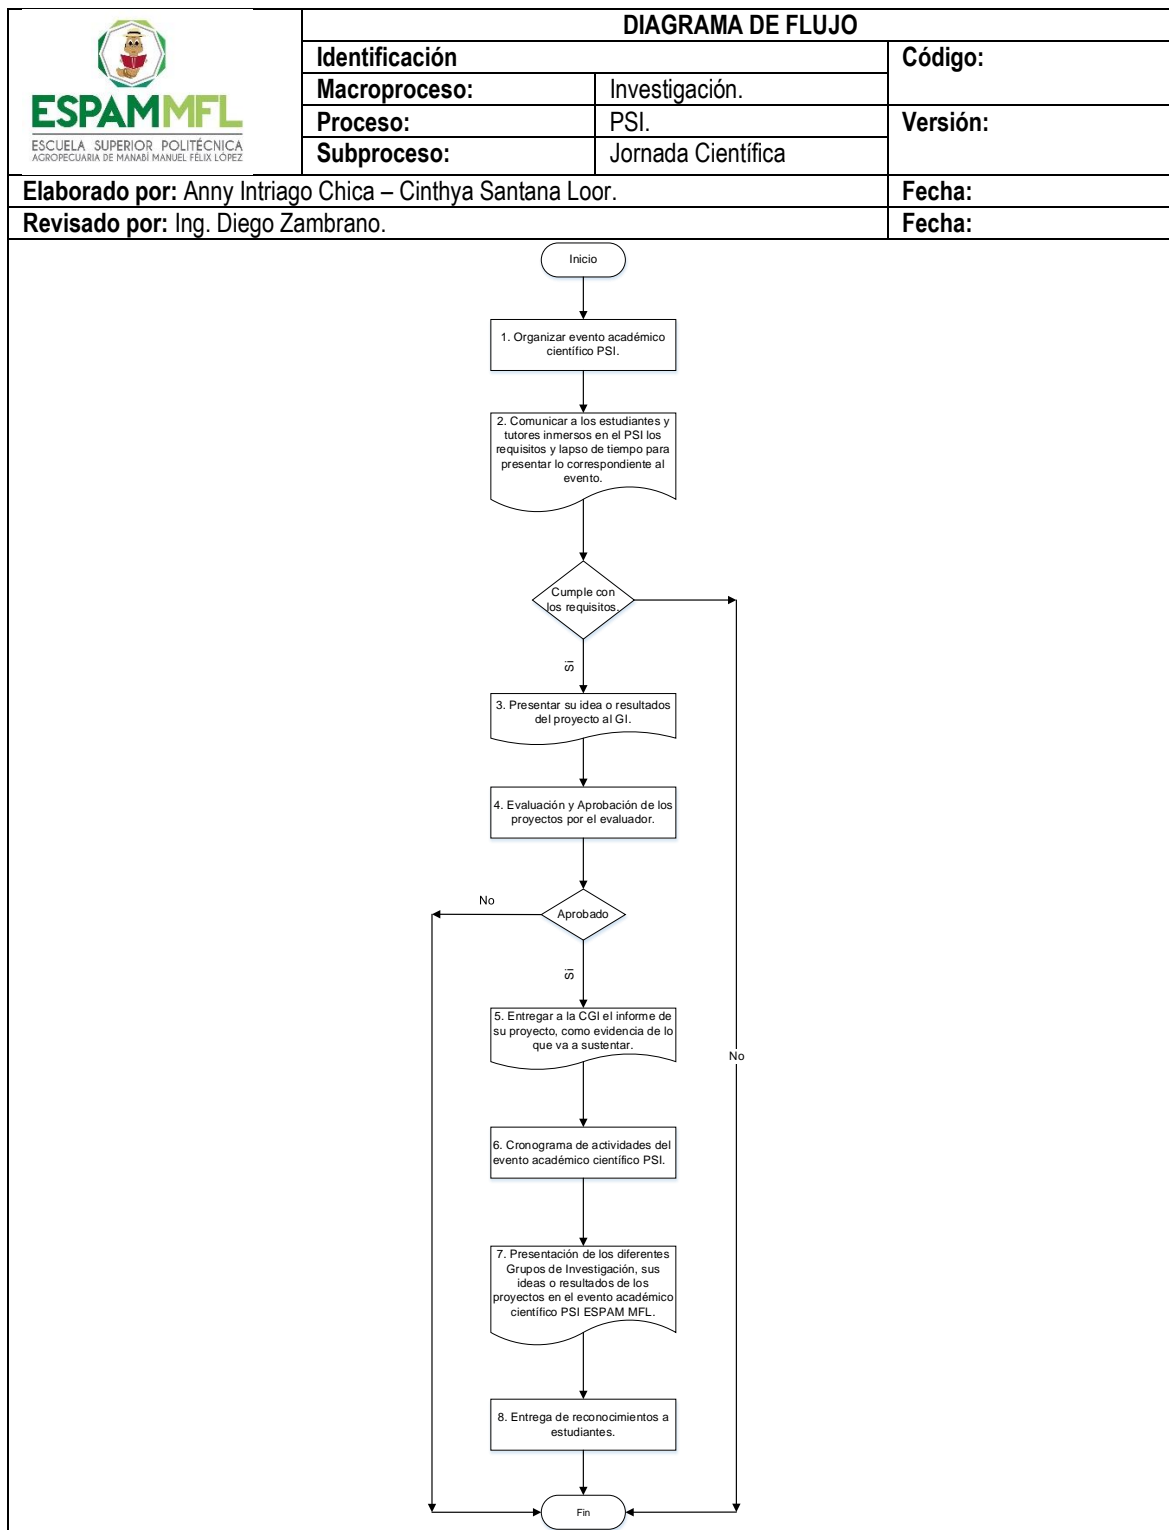 DIAGRAMA DE FLUJO
Identificación
Código:
Macroproceso:
Investigación.
Proceso:
PSI.
Versión:
Subproceso:
Jornada Científica
ESPAMMFL
ESCUELA SUPERIOR POLITÉCNICA
AGROPECUARIA DE MANABÍ MANUEL FÉLIX LÓPEZ
Elaborado por: Anny Intriago Chica – Cinthya Santana Loor.
Fecha:
Revisado por: Ing. Diego Zambrano.
Fecha:
Inicio
1. Organizar evento académico
científico PSI.
2. Comunicar a los estudiantes y
tutores inmersos en el PSI los
requisitos y lapso de tiempo para
presentar lo correspondiente al
evento.
Cumple con
los requisitos.
Si
3. Presentar su idea o resultados
del proyecto al GI.
4. Evaluación y Aprobación de los
proyectos por el evaluador.
No
Aprobado
Si
5. Entregar a la CGI el informe de
su proyecto, como evidencia de lo
que va a sustentar.
No
6. Cronograma de actividades del
evento académico científico PSI.
7. Presentación de los diferentes
Grupos de Investigación, sus
ideas o resultados de los
proyectos en el evento académico
científico PSI ESPAM MFL.
8. Entrega de reconocimientos a
estudiantes.
Fin